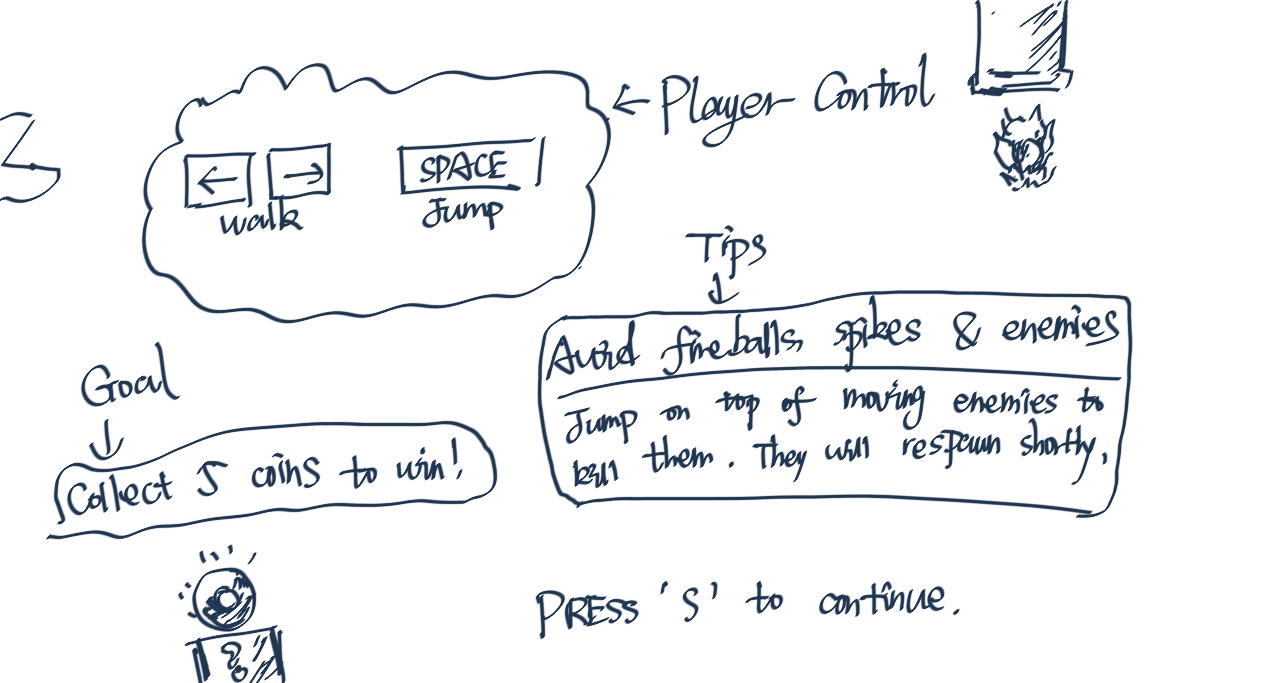 3
← Player Control
← → SPACE
walk Jump
Tips
Avoid fireballs, spikes & enemies
Jump on top of moving enemies to
kill them. They will respawn shortly.
Goal
Collect 5 coins to win!
?
PRESS 'S' to continue.